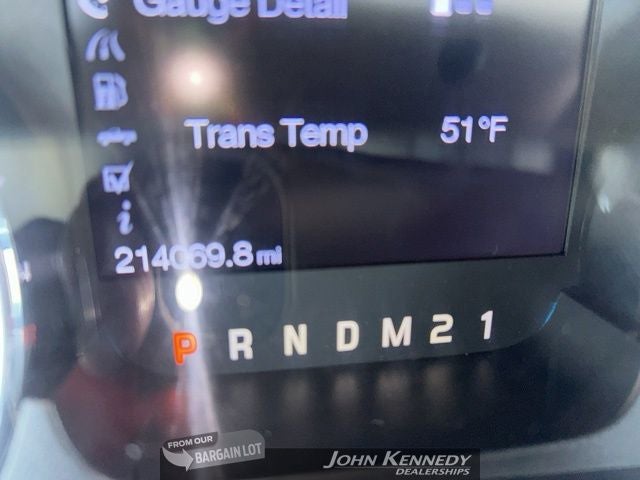 Gauge Detail
Trans Temp 51°F
i
214069.8 mi
P R N D M 2 1
FROM OUR
BARGAIN LOT
JOHN KENNEDY
DEALERSHIPS